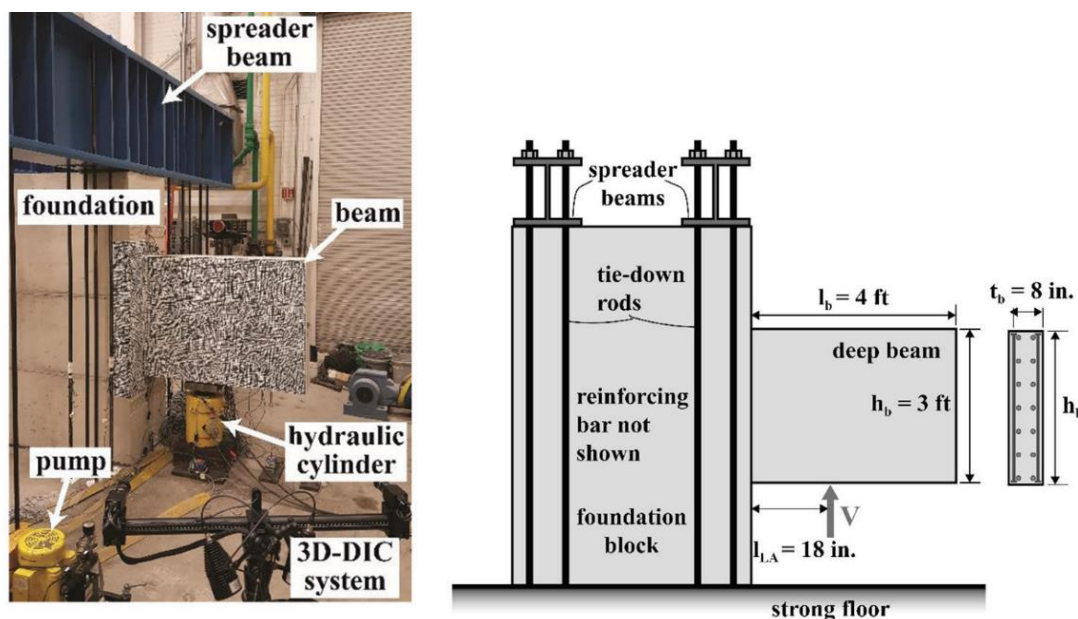 spreader
beam
foundation
beam
hydraulic
cylinder
pump
3D-DIC
system
spreader
beams
tie-down
rods
l_b = 4 ft
t_b = 8 in.
deep beam
h_b = 3 ft
h_b
reinforcing
bar not
shown
foundation
block
V
l_LA = 18 in.
strong floor